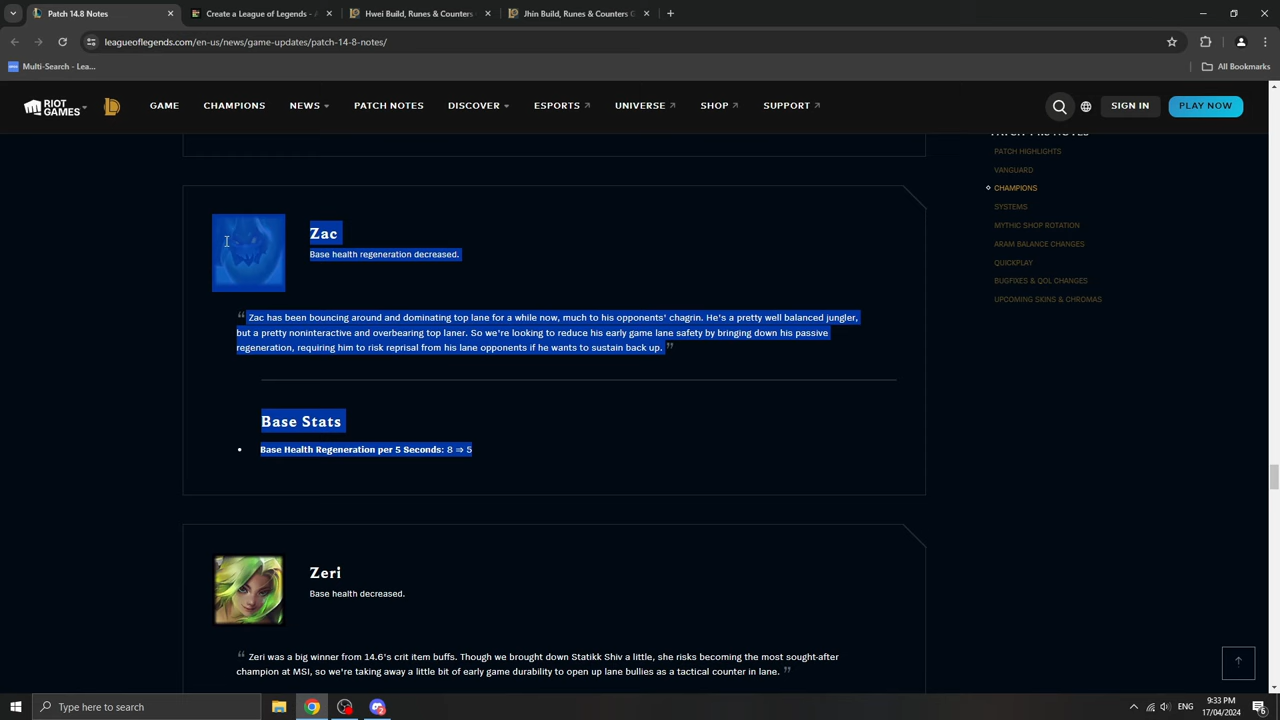 Patch 14.8 Notes
Create a League of Legends - A
Hwei Build, Runes & Counters
Jhin Build, Runes & Counters
leagueoflegends.com/en-us/news/game-updates/patch-14-8-notes/
Multi-Search - Lea...
All Bookmarks
RIOT GAMES
GAME
CHAMPIONS
NEWS
PATCH NOTES
DISCOVER
ESPORTS
UNIVERSE
SHOP
SUPPORT
SIGN IN
PLAY NOW
PATCH HIGHLIGHTS
VANGUARD
CHAMPIONS
SYSTEMS
MYTHIC SHOP ROTATION
ARAM BALANCE CHANGES
QUICKPLAY
BUGFIXES & QOL CHANGES
UPCOMING SKINS & CHROMAS
Zac
Base health regeneration decreased.
“ Zac has been bouncing around and dominating top lane for a while now, much to his opponents' chagrin. He's a pretty well balanced jungler,
but a pretty noninteractive and overbearing top laner. So we're looking to reduce his early game lane safety by bringing down his passive
regeneration, requiring him to risk reprisal from his lane opponents if he wants to sustain back up. ”
Base Stats
• Base Health Regeneration per 5 Seconds: 8 ⇒ 5
Zeri
Base health decreased.
“ Zeri was a big winner from 14.6's crit item buffs. Though we brought down Statikk Shiv a little, she risks becoming the most sought-after
champion at MSI, so we're taking away a little bit of early game durability to open up lane bullies as a tactical counter in lane. ”
Type here to search
ENG
9:33 PM
17/04/2024